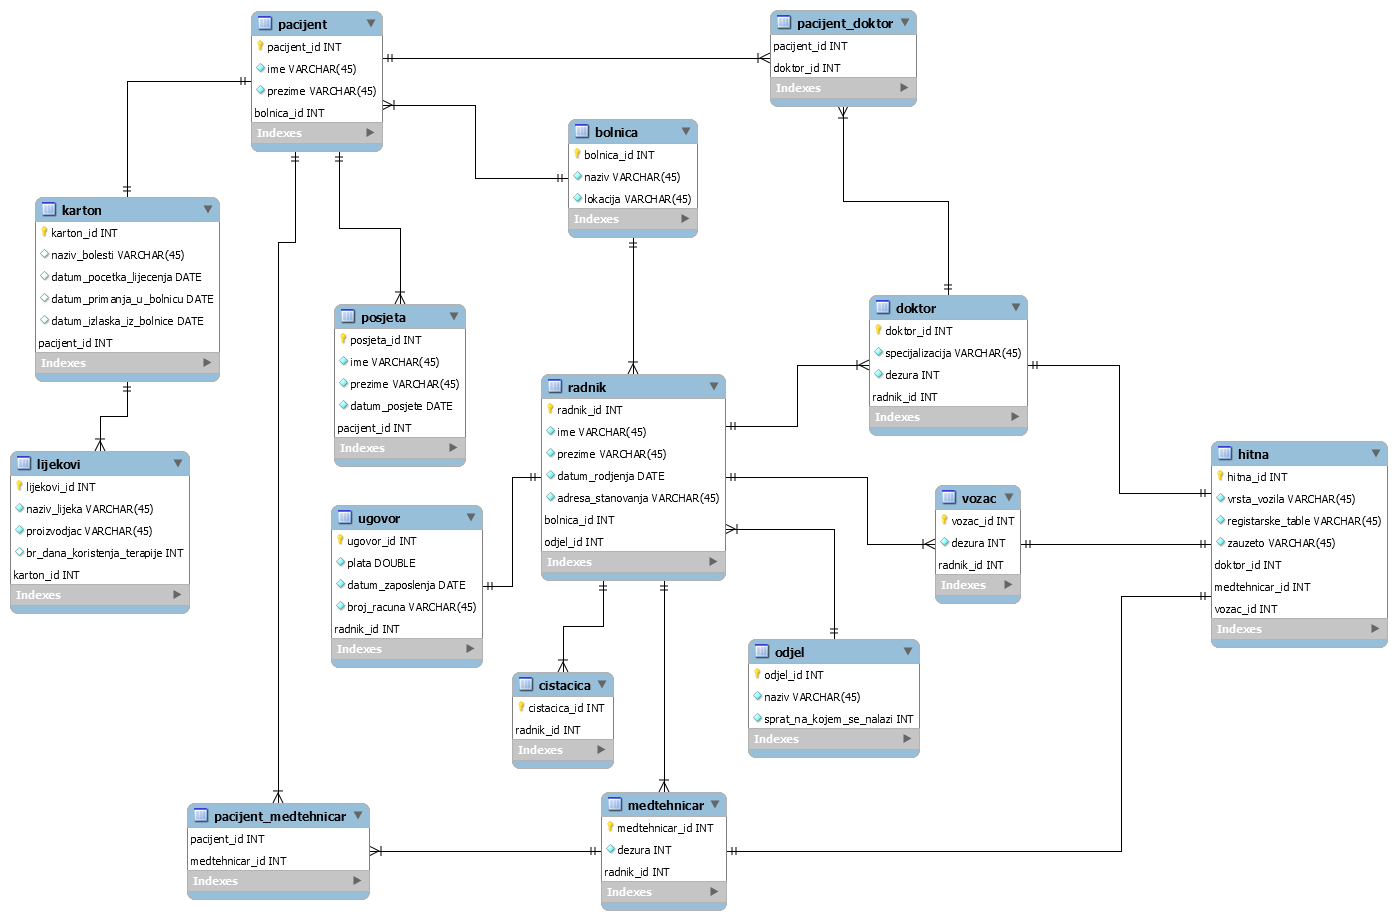 pacijent
pacijent_id INT
ime VARCHAR(45)
prezime VARCHAR(45)
bolnica_id INT
Indexes
pacijent_doktor
pacijent_id INT
doktor_id INT
Indexes
bolnica
bolnica_id INT
naziv VARCHAR(45)
lokacija VARCHAR(45)
Indexes
karton
karton_id INT
naziv_bolesti VARCHAR(45)
datum_pocetka_lijecenja DATE
datum_primanja_u_bolnicu DATE
datum_izlaska_iz_bolnice DATE
pacijent_id INT
Indexes
posjeta
posjeta_id INT
ime VARCHAR(45)
prezime VARCHAR(45)
datum_posjete DATE
pacijent_id INT
Indexes
doktor
doktor_id INT
specijalizacija VARCHAR(45)
dezura INT
radnik_id INT
Indexes
radnik
radnik_id INT
ime VARCHAR(45)
prezime VARCHAR(45)
datum_rodjenja DATE
adresa_stanovanja VARCHAR(45)
bolnica_id INT
odjel_id INT
Indexes
lijekovi
lijekovi_id INT
naziv_lijeka VARCHAR(45)
proizvodjac VARCHAR(45)
br_dana_koristenja_terapije INT
karton_id INT
Indexes
hitna
hitna_id INT
vrsta_vozila VARCHAR(45)
registarske_table VARCHAR(45)
zauzeto VARCHAR(45)
doktor_id INT
medtehnicar_id INT
vozac_id INT
Indexes
vozac
vozac_id INT
dezura INT
radnik_id INT
Indexes
ugovor
ugovor_id INT
plata DOUBLE
datum_zaposlenja DATE
broj_racuna VARCHAR(45)
radnik_id INT
Indexes
odjel
odjel_id INT
naziv VARCHAR(45)
sprat_na_kojem_se_nalazi INT
Indexes
cistacica
cistacica_id INT
radnik_id INT
Indexes
pacijent_medtehnicar
pacijent_id INT
medtehnicar_id INT
Indexes
medtehnicar
medtehnicar_id INT
dezura INT
radnik_id INT
Indexes